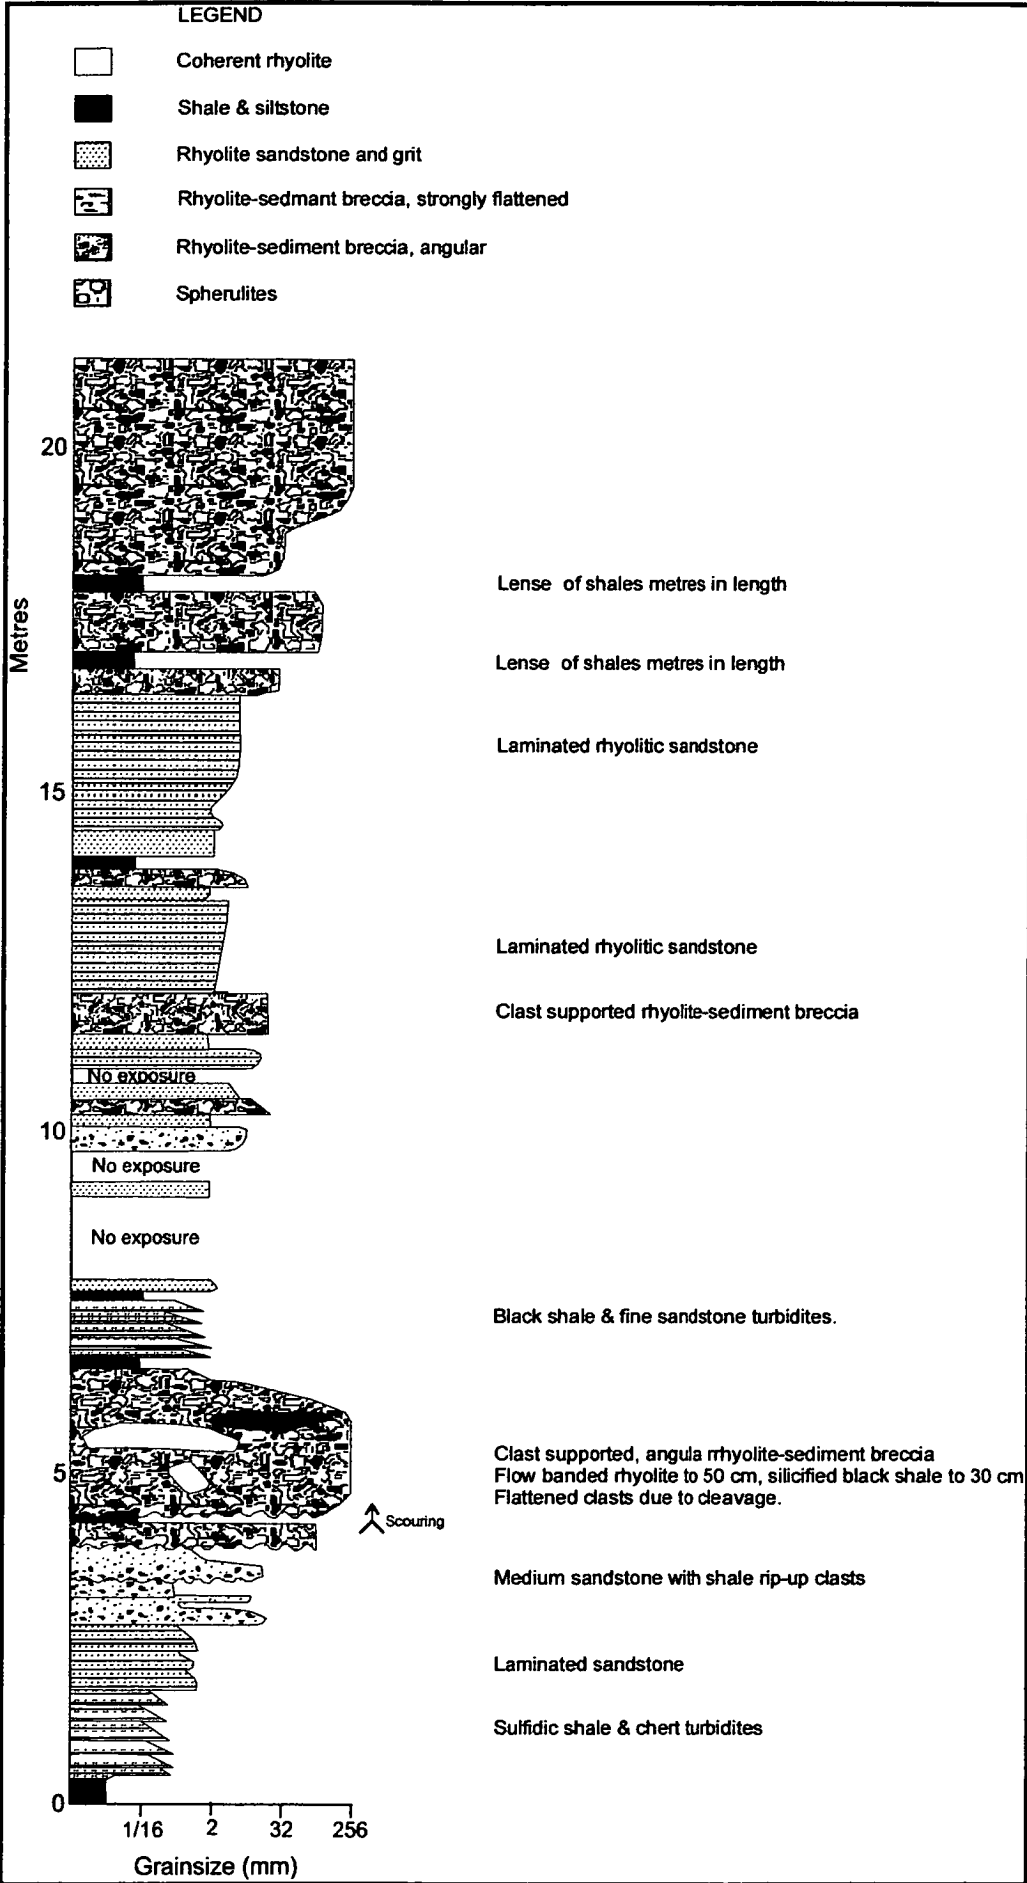 LEGEND
Coherent rhyolite
Shale & siltstone
Rhyolite sandstone and grit
Rhyolite-sedmant breccia, strongly flattened
Rhyolite-sediment breccia, angular
Spherulites
20
Lense of shales metres in length
Metres
Lense of shales metres in length
Laminated rhyolitic sandstone
15
Laminated rhyolitic sandstone
Clast supported rhyolite-sediment breccia
No exposure
10
No exposure
No exposure
Black shale & fine sandstone turbidites.
Clast supported, angula rrhyolite-sediment breccia
5
Flow banded rhyolite to 50 cm, silicified black shale to 30 cm
Flattened clasts due to cleavage.
Scouring
Medium sandstone with shale rip-up clasts
Laminated sandstone
Sulfidic shale & chert turbidites
0
1/16 2 32 256
Grainsize (mm)